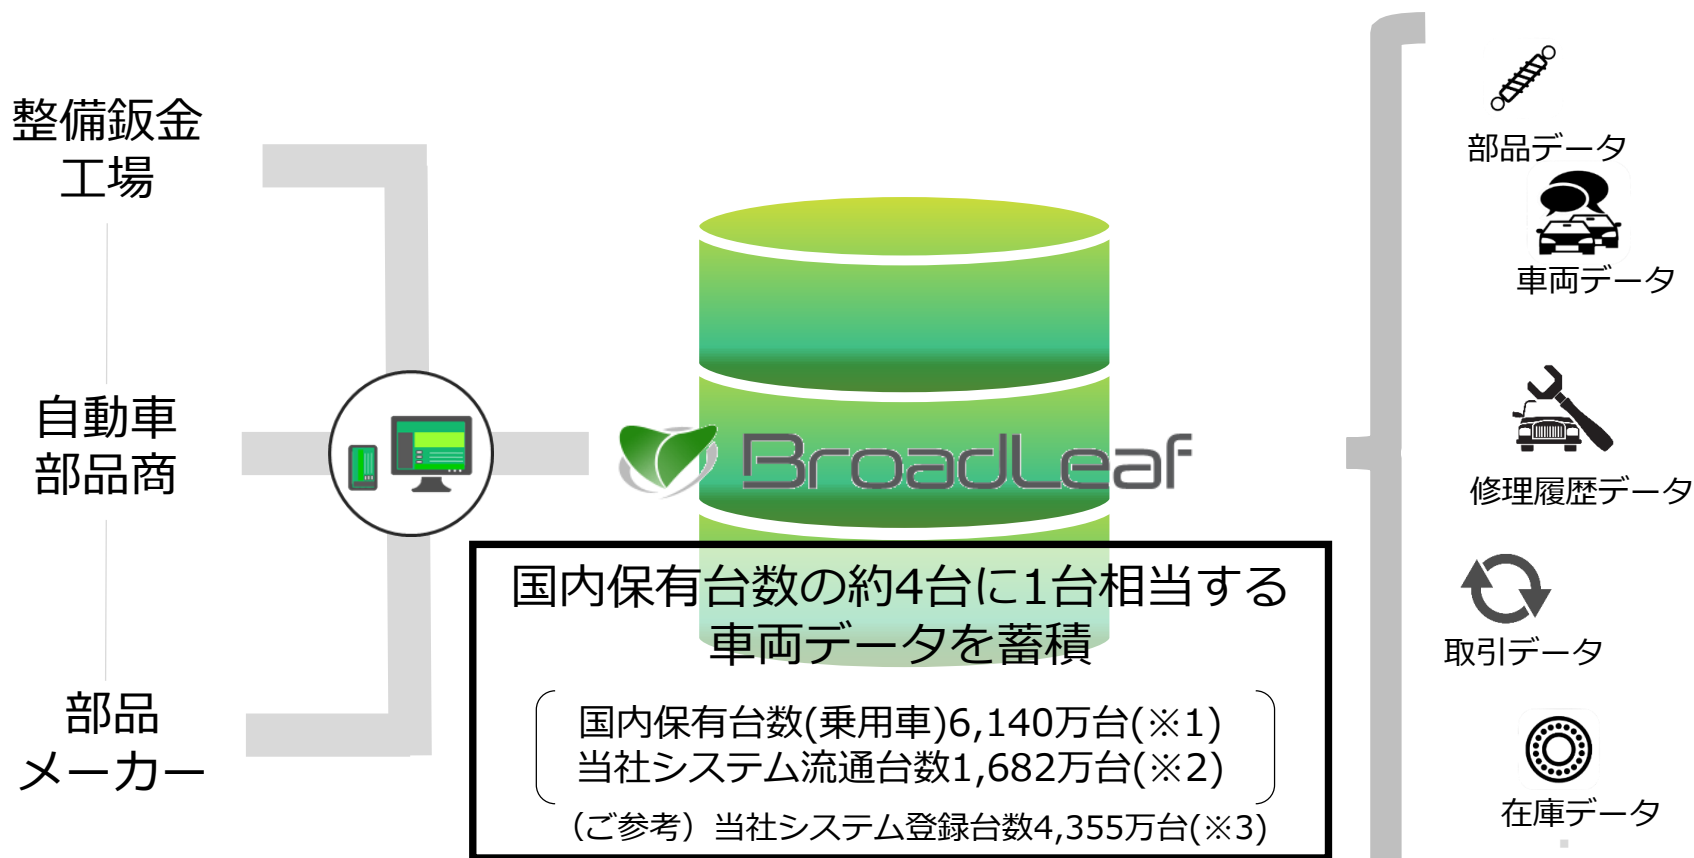 整備鈑金
工場
自動車
部品商
部品
メーカー
BroadLeaf
国内保有台数の約4台に1台相当する
車両データを蓄積
国内保有台数(乗用車)6,140万台(※1)
当社システム流通台数1,682万台(※2)
（ご参考）当社システム登録台数4,355万台(※3)
部品データ
車両データ
修理履歴データ
取引データ
在庫データ